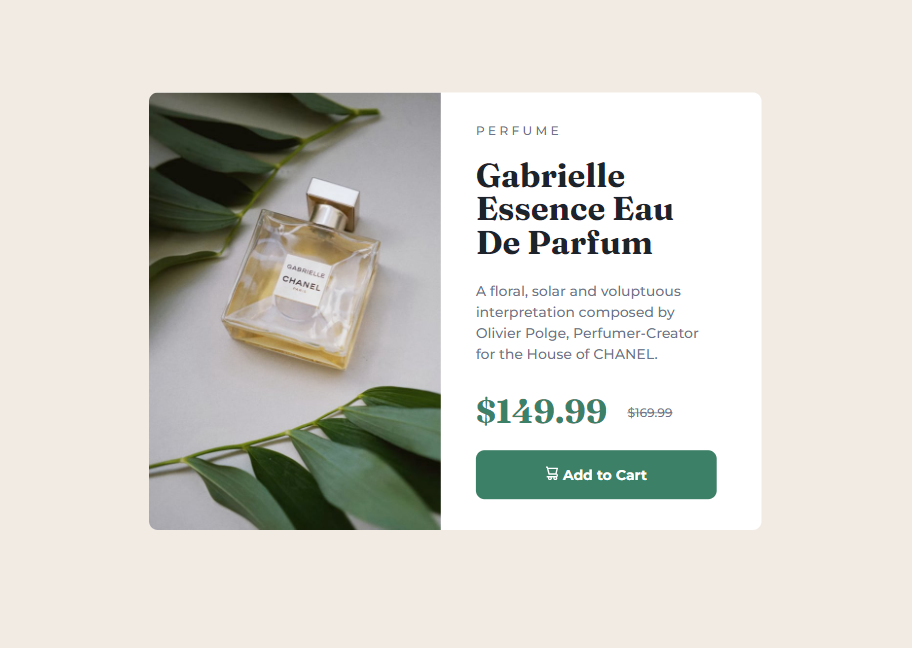 GABRIELLE
CHANEL
PARIS
PERFUME
Gabrielle
Essence Eau
De Parfum
A floral, solar and voluptuous
interpretation composed by
Olivier Polge, Perfumer-Creator
for the House of CHANEL.
$149.99 $169.99
Add to Cart